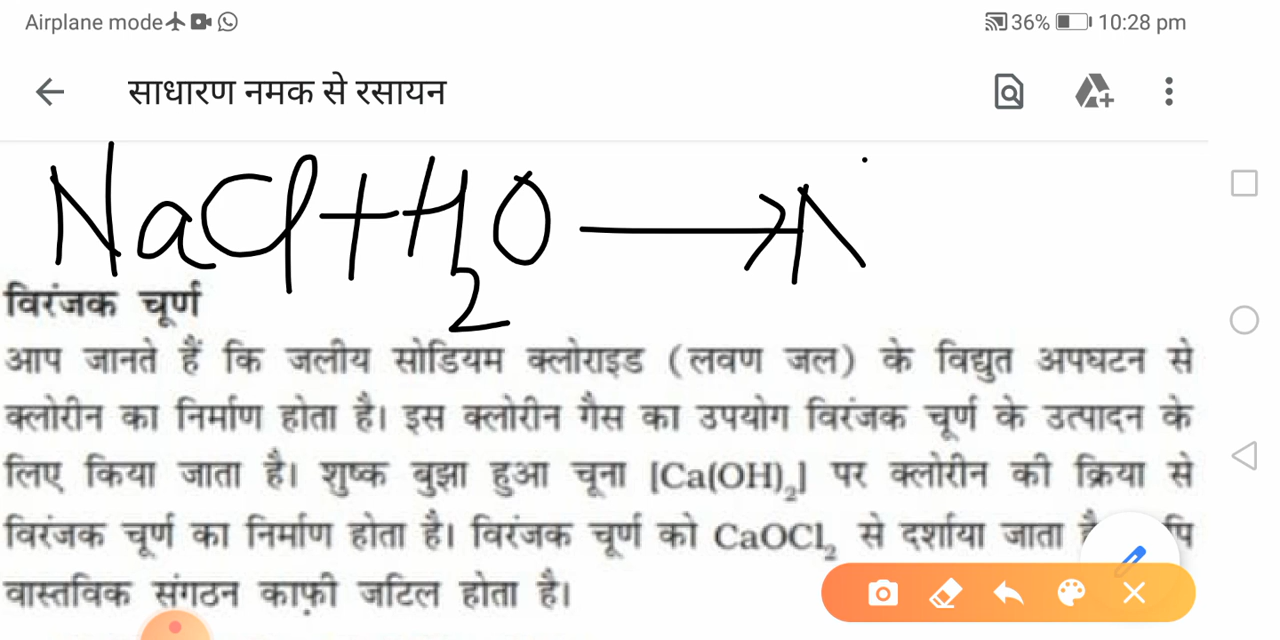 Airplane mode 36% 10:28 pm
साधारण नमक से रसायन
NaCl+H2O →
विरंजक चूर्ण
आप जानते हैं कि जलीय सोडियम क्लोराइड (लवण जल) के विद्युत अपघटन से
क्लोरीन का निर्माण होता है। इस क्लोरीन गैस का उपयोग विरंजक चूर्ण के उत्पादन के
लिए किया जाता है। शुष्क बुझा हुआ चूना [Ca(OH)₂] पर क्लोरीन की क्रिया से
विरंजक चूर्ण का निर्माण होता है। विरंजक चूर्ण को CaOCl₂ से दर्शाया जाता
वास्तविक संगठन काफ़ी जटिल होता है।